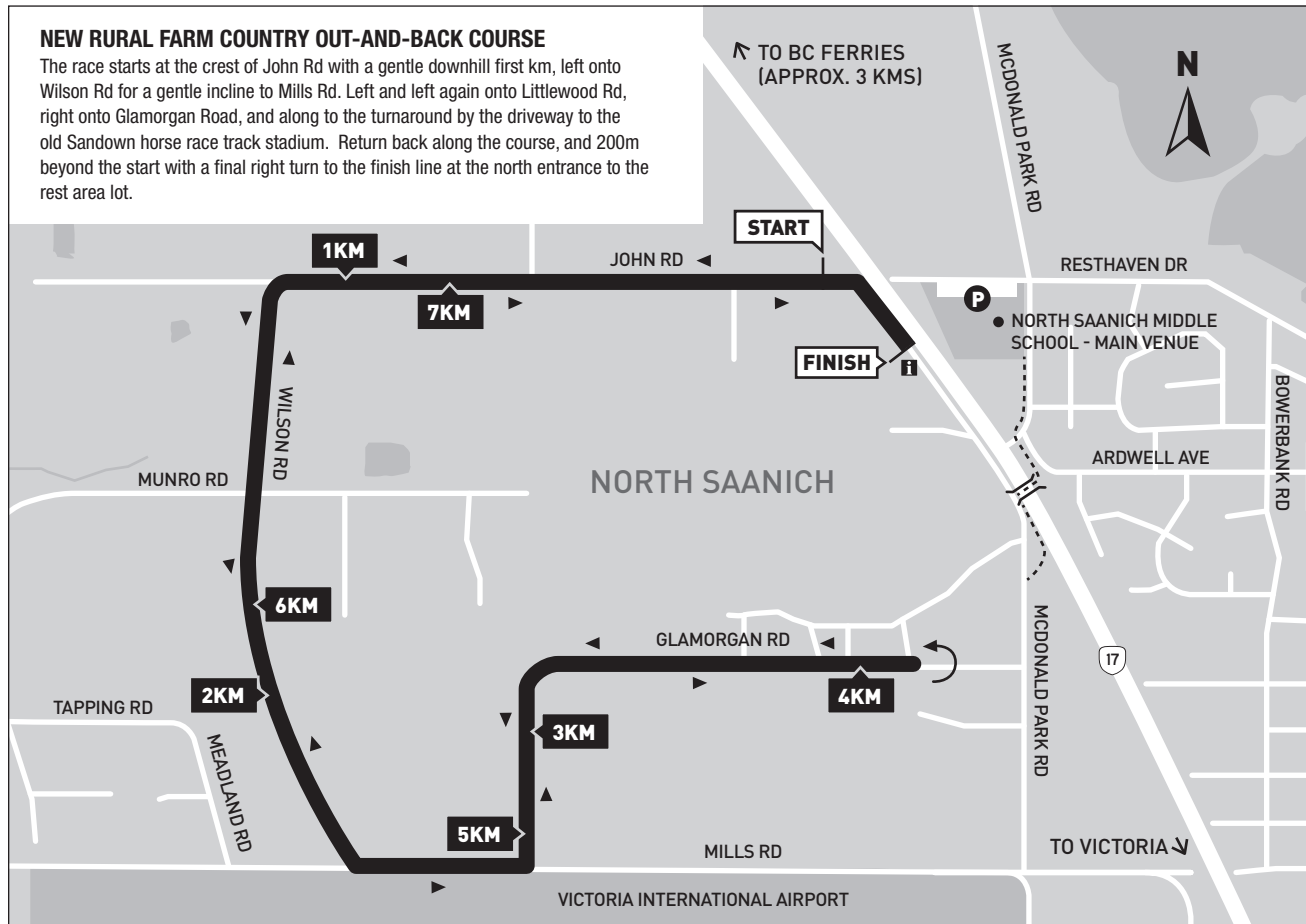 NEW RURAL FARM COUNTRY OUT-AND-BACK COURSE
The race starts at the crest of John Rd with a gentle downhill first km, left onto
Wilson Rd for a gentle incline to Mills Rd. Left and left again onto Littlewood Rd,
right onto Glamorgan Road, and along to the turnaround by the driveway to the
old Sandown horse race track stadium. Return back along the course, and 200m
beyond the start with a final right turn to the finish line at the north entrance to the
rest area lot.
TO BC FERRIES
(APPROX. 3 KMS)
MCDONALD PARK RD
N
START
1KM
JOHN RD
RESTHAVEN DR
7KM
P
NORTH SAANICH MIDDLE
SCHOOL - MAIN VENUE
FINISH
i
WILSON RD
BOWERBANK RD
MUNRO RD
NORTH SAANICH
ARDWELL AVE
6KM
GLAMORGAN RD
MCDONALD PARK RD
17
2KM
4KM
TAPPING RD
3KM
MEADLAND RD
5KM
MILLS RD
TO VICTORIA
VICTORIA INTERNATIONAL AIRPORT